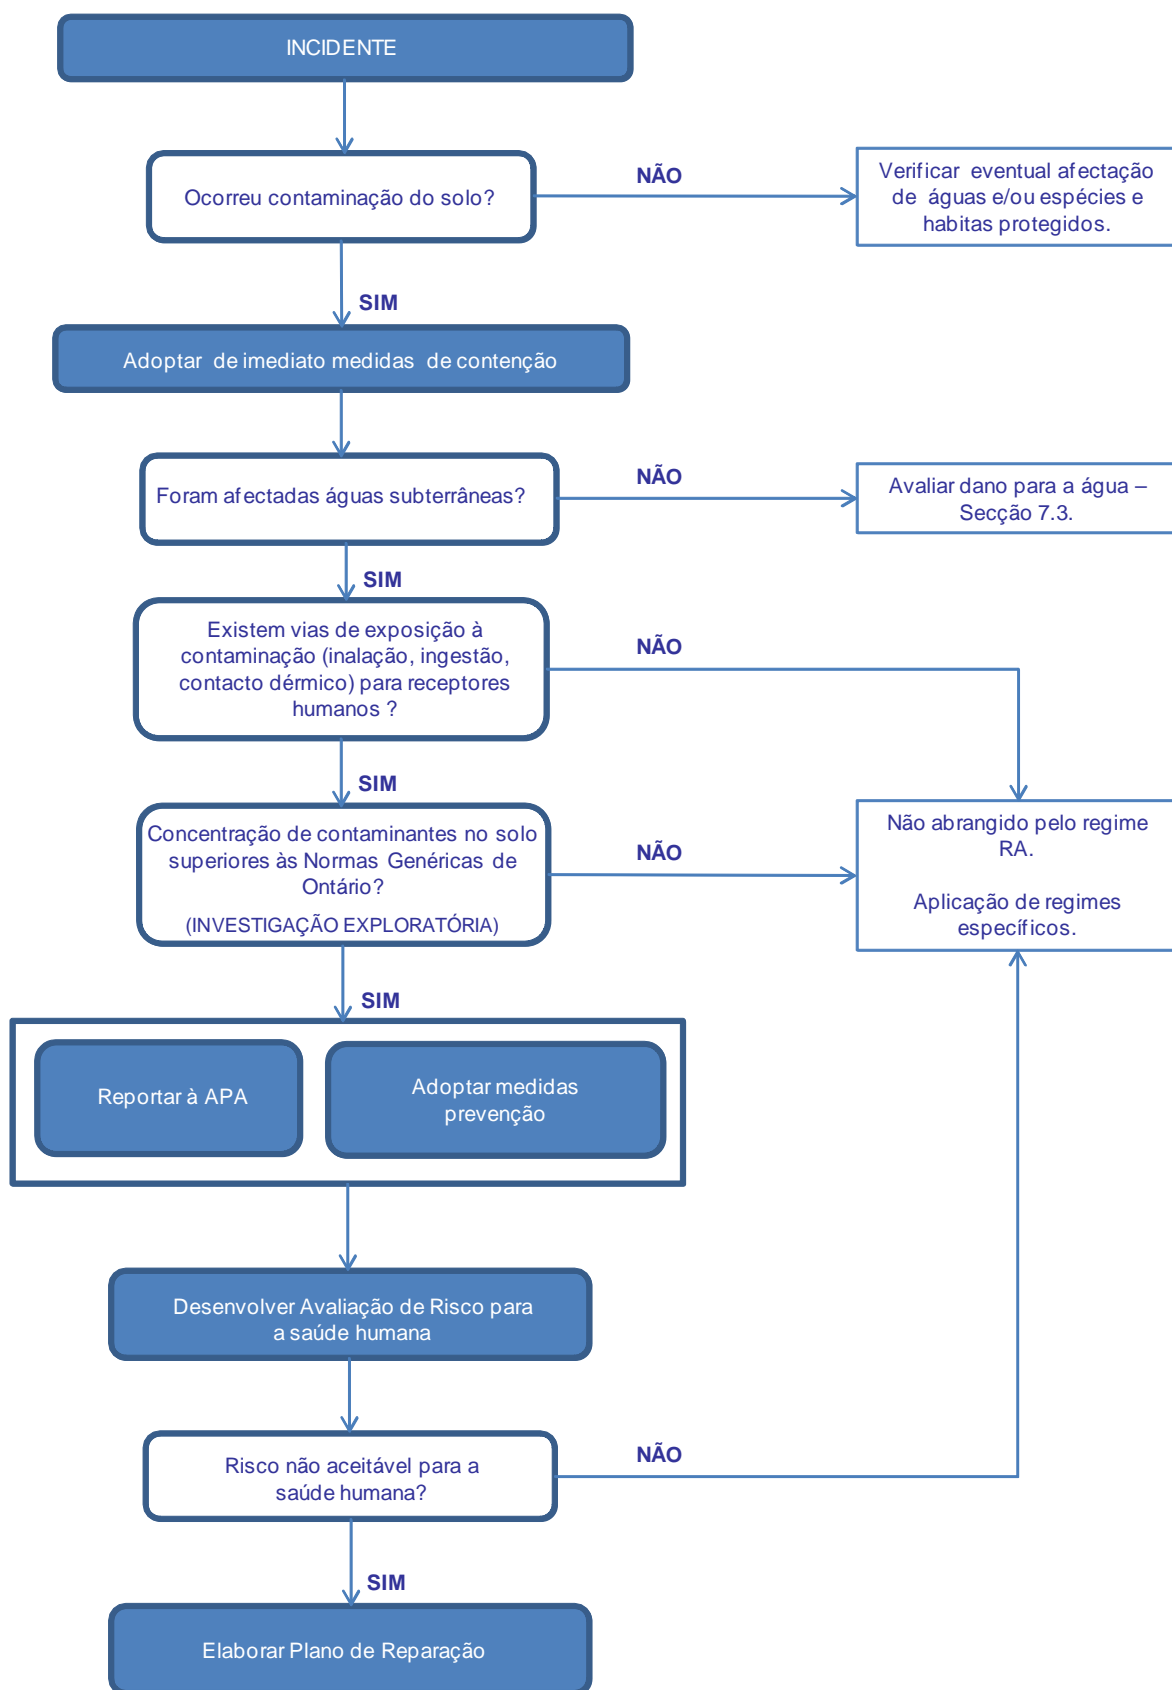 INCIDENTE
Ocorreu contaminação do solo?
NÃO
Verificar eventual afectação
de águas e/ou espécies e
habitas protegidos.
SIM
Adoptar de imediato medidas de contenção
Foram afectadas águas subterrâneas?
NÃO
Avaliar dano para a água –
Secção 7.3.
SIM
Existem vias de exposição à
contaminação (inalação, ingestão,
contacto dérmico) para receptores
humanos ?
NÃO
SIM
Concentração de contaminantes no solo
superiores às Normas Genéricas de
Ontário?
(INVESTIGAÇÃO EXPLORATÓRIA)
NÃO
Não abrangido pelo regime
RA.
Aplicação de regimes
específicos.
SIM
Reportar à APA
Adoptar medidas
prevenção
Desenvolver Avaliação de Risco para
a saúde humana
Risco não aceitável para a
saúde humana?
NÃO
SIM
Elaborar Plano de Reparação